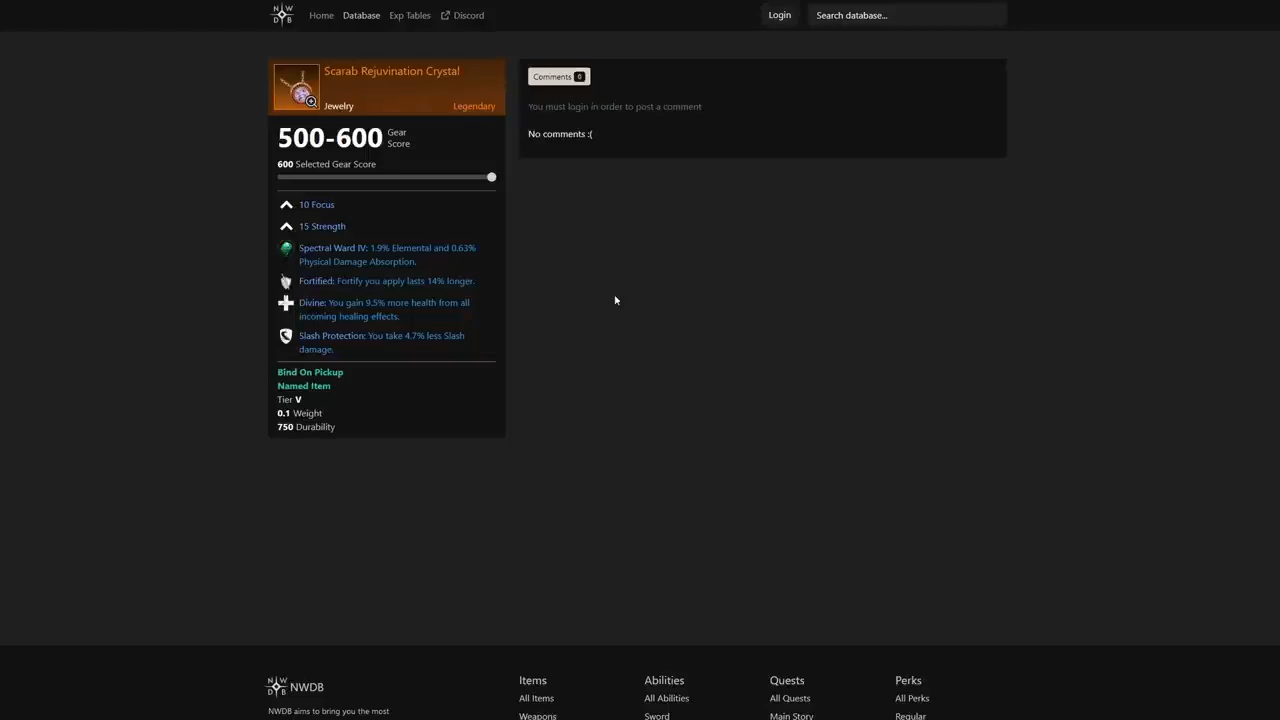 N W
D B
Home Database Exp Tables Discord
Login
Search database...
Scarab Rejuvination Crystal
Jewelry Legendary
500-600 Gear
Score
600 Selected Gear Score
10 Focus
15 Strength
Spectral Ward IV: 1.9% Elemental and 0.63%
Physical Damage Absorption.
Fortified: Fortify you apply lasts 14% longer.
Divine: You gain 9.5% more health from all
incoming healing effects.
Slash Protection: You take 4.7% less Slash
damage.
Bind On Pickup
Named Item
Tier V
0.1 Weight
750 Durability
Comments 0
You must login in order to post a comment
No comments :(
N W
D B
NWDB
NWDB aims to bring you the most
Items
All Items
Weapons
Abilities
All Abilities
Sword
Quests
All Quests
Main Story
Perks
All Perks
Regular